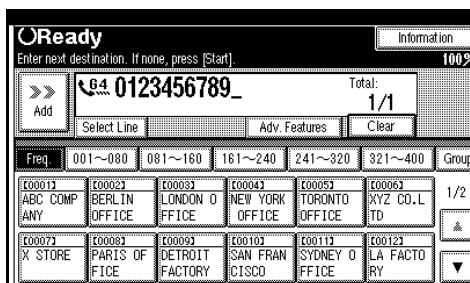 Ready
Information
Enter next destination. If none, press [Start].
100%
Add
G4 0123456789_
Total:
1/1
Select Line
Adv. Features
Clear
Freq. 001~080 081~160 161~240 241~320 321~400 Group
[00001] [00002] [00003] [00004] [00005] [00006]
ABC COMP BERLIN LONDON O NEW YORK TORONTO XYZ CO.L
ANY OFFICE FFICE OFFICE OFFICE TD
1/2
[00007] [00008] [00009] [00010] [00011] [00012]
X STORE PARIS OF DETROIT SAN FRAN SYDNEY O LA FACTO
FICE FACTORY CISCO FFICE RY